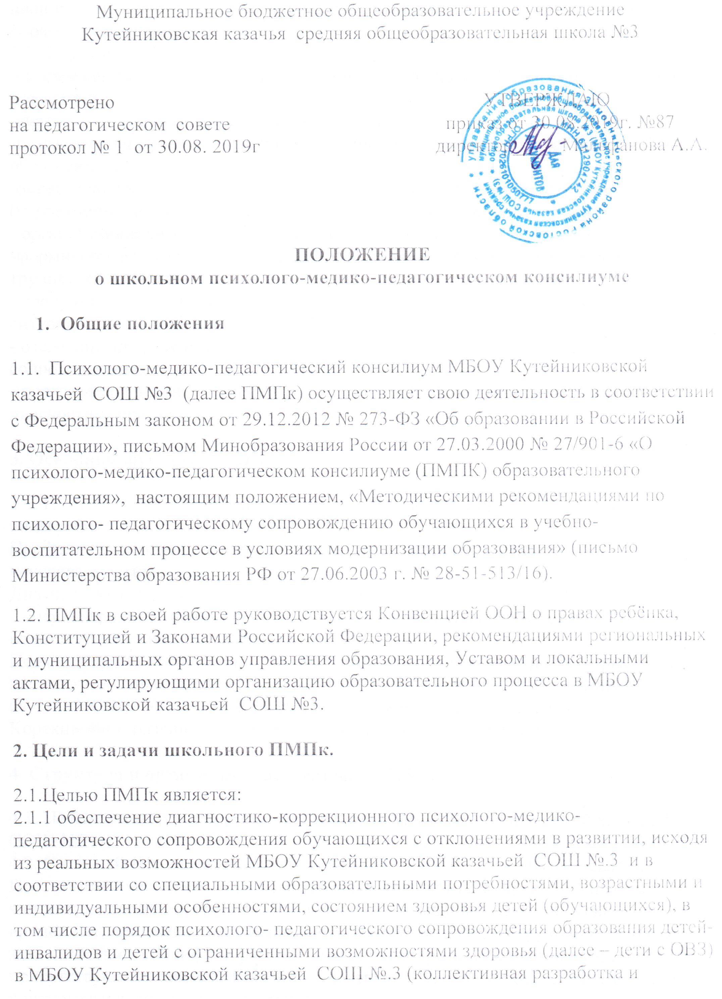 Муниципальное бюджетное общеобразовательное учреждение
Кутейниковская казачья  средняя общеобразовательная школа №3
Рассмотрено
на педагогическом  совете
протокол № 1  от 30.08. 2019г
УТВЕРЖДАЮ
приказ от 30.08.2019г. №87
директор Малафанова А.А.
управление образования Зимовниковского района Ростовской области
муниципальное бюджетное общеобразовательное учреждение Кутейниковская казачья средняя
общеобразовательная школа №3 (МБОУ Кутейниковская казачья СОШ №3)
ОГРН 1026101050777
ИНН 6112904742
ДЛЯ
ДОКУМЕНТОВ
ПОЛОЖЕНИЕ
о школьном психолого-медико-педагогическом консилиуме
1.  Общие положения
1.1.  Психолого-медико-педагогический консилиум МБОУ Кутейниковской
казачьей  СОШ №3  (далее ПМПк) осуществляет свою деятельность в соответствии
с Федеральным законом от 29.12.2012 № 273-ФЗ «Об образовании в Российской
Федерации», письмом Минобразования России от 27.03.2000 № 27/901-6 «О
психолого-медико-педагогическом консилиуме (ПМПК) образовательного
учреждения»,  настоящим положением, «Методическими рекомендациями по
психолого- педагогическому сопровождению обучающихся в учебно-
воспитательном процессе в условиях модернизации образования» (письмо
Министерства образования РФ от 27.06.2003 г. № 28-51-513/16).
1.2. ПМПк в своей работе руководствуется Конвенцией ООН о правах ребёнка,
Конституцией и Законами Российской Федерации, рекомендациями региональных
и муниципальных органов управления образования, Уставом и локальными
актами, регулирующими организацию образовательного процесса в МБОУ
Кутейниковской казачьей  СОШ №3.
2. Цели и задачи школьного ПМПк.
2.1.Целью ПМПк является:
2.1.1 обеспечение диагностико-коррекционного психолого-медико-
педагогического сопровождения обучающихся с отклонениями в развитии, исходя
из реальных возможностей МБОУ Кутейниковской казачьей  СОШ №.3  и в
соответствии со специальными образовательными потребностями, возрастными и
индивидуальными особенностями, состоянием здоровья детей (обучающихся), в
том числе порядок психолого- педагогического сопровождения образования детей-
инвалидов и детей с ограниченными возможностями здоровья (далее – дети с ОВЗ)
в МБОУ Кутейниковской казачьей  СОШ №.3 (коллективная разработка и